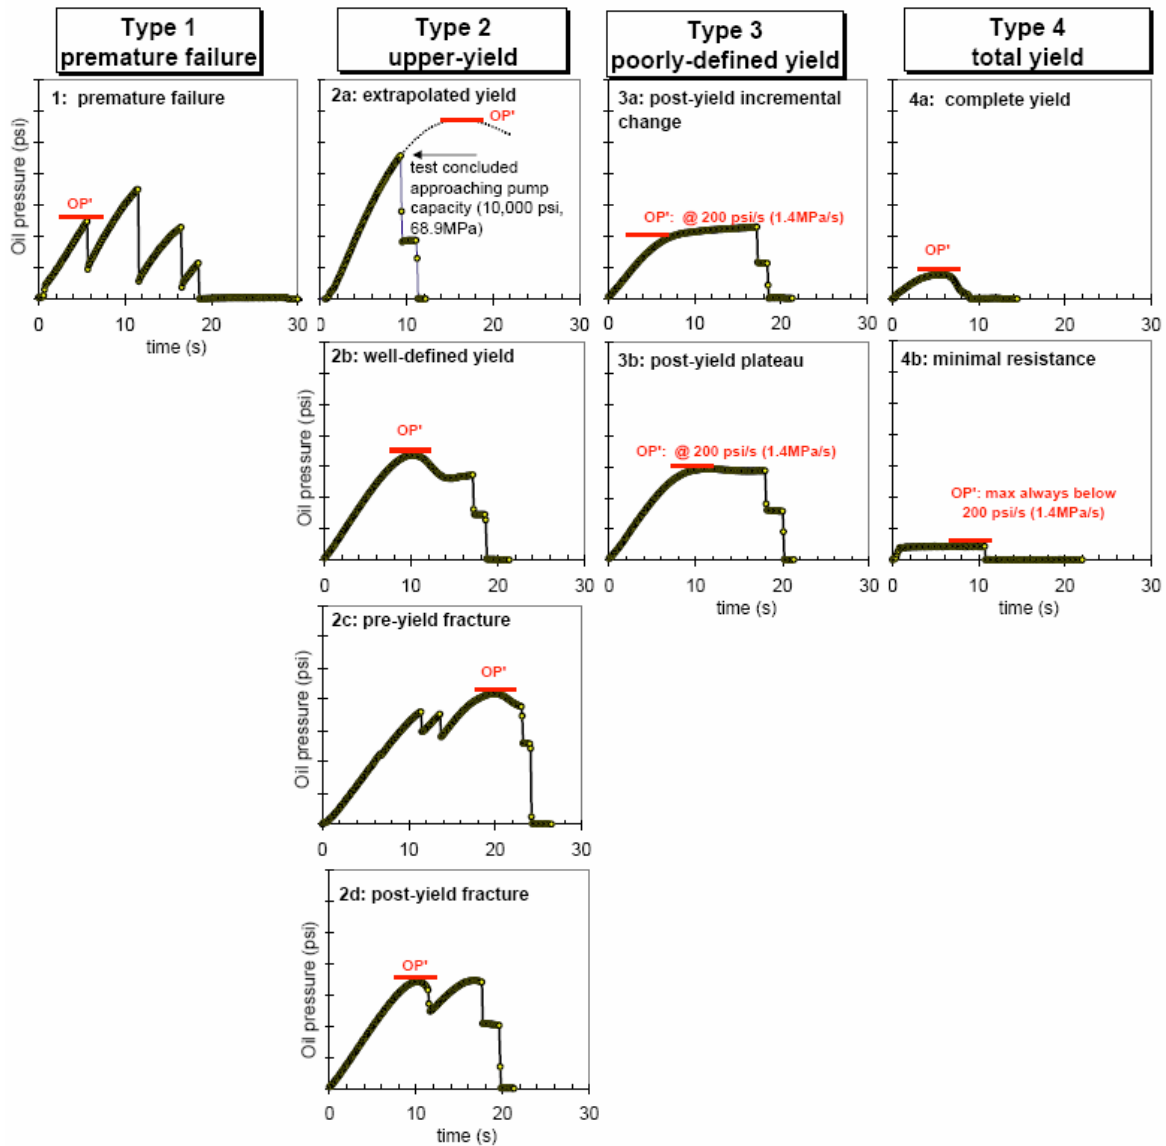 Type 1
premature failure
Type 2
upper-yield
Type 3
poorly-defined yield
Type 4
total yield
1: premature failure
OP'
Oil pressure (psi)
0 10 20 30
time (s)
2a: extrapolated yield
OP'
test concluded
approaching pump
capacity (10,000 psi,
68.9MPa)
0 10 20 30
3a: post-yield incremental
change
OP': @ 200 psi/s (1.4MPa/s)
0 10 20 30
4a: complete yield
OP'
0 10 20 30
2b: well-defined yield
OP'
Oil pressure (psi)
0 10 20 30
3b: post-yield plateau
OP': @ 200 psi/s (1.4MPa/s)
0 10 20 30
time (s)
4b: minimal resistance
OP': max always below
200 psi/s (1.4MPa/s)
0 10 20 30
time (s)
2c: pre-yield fracture
OP'
Oil pressure (psi)
0 10 20 30
2d: post-yield fracture
OP'
Oil pressure (psi)
0 10 20 30
time (s)